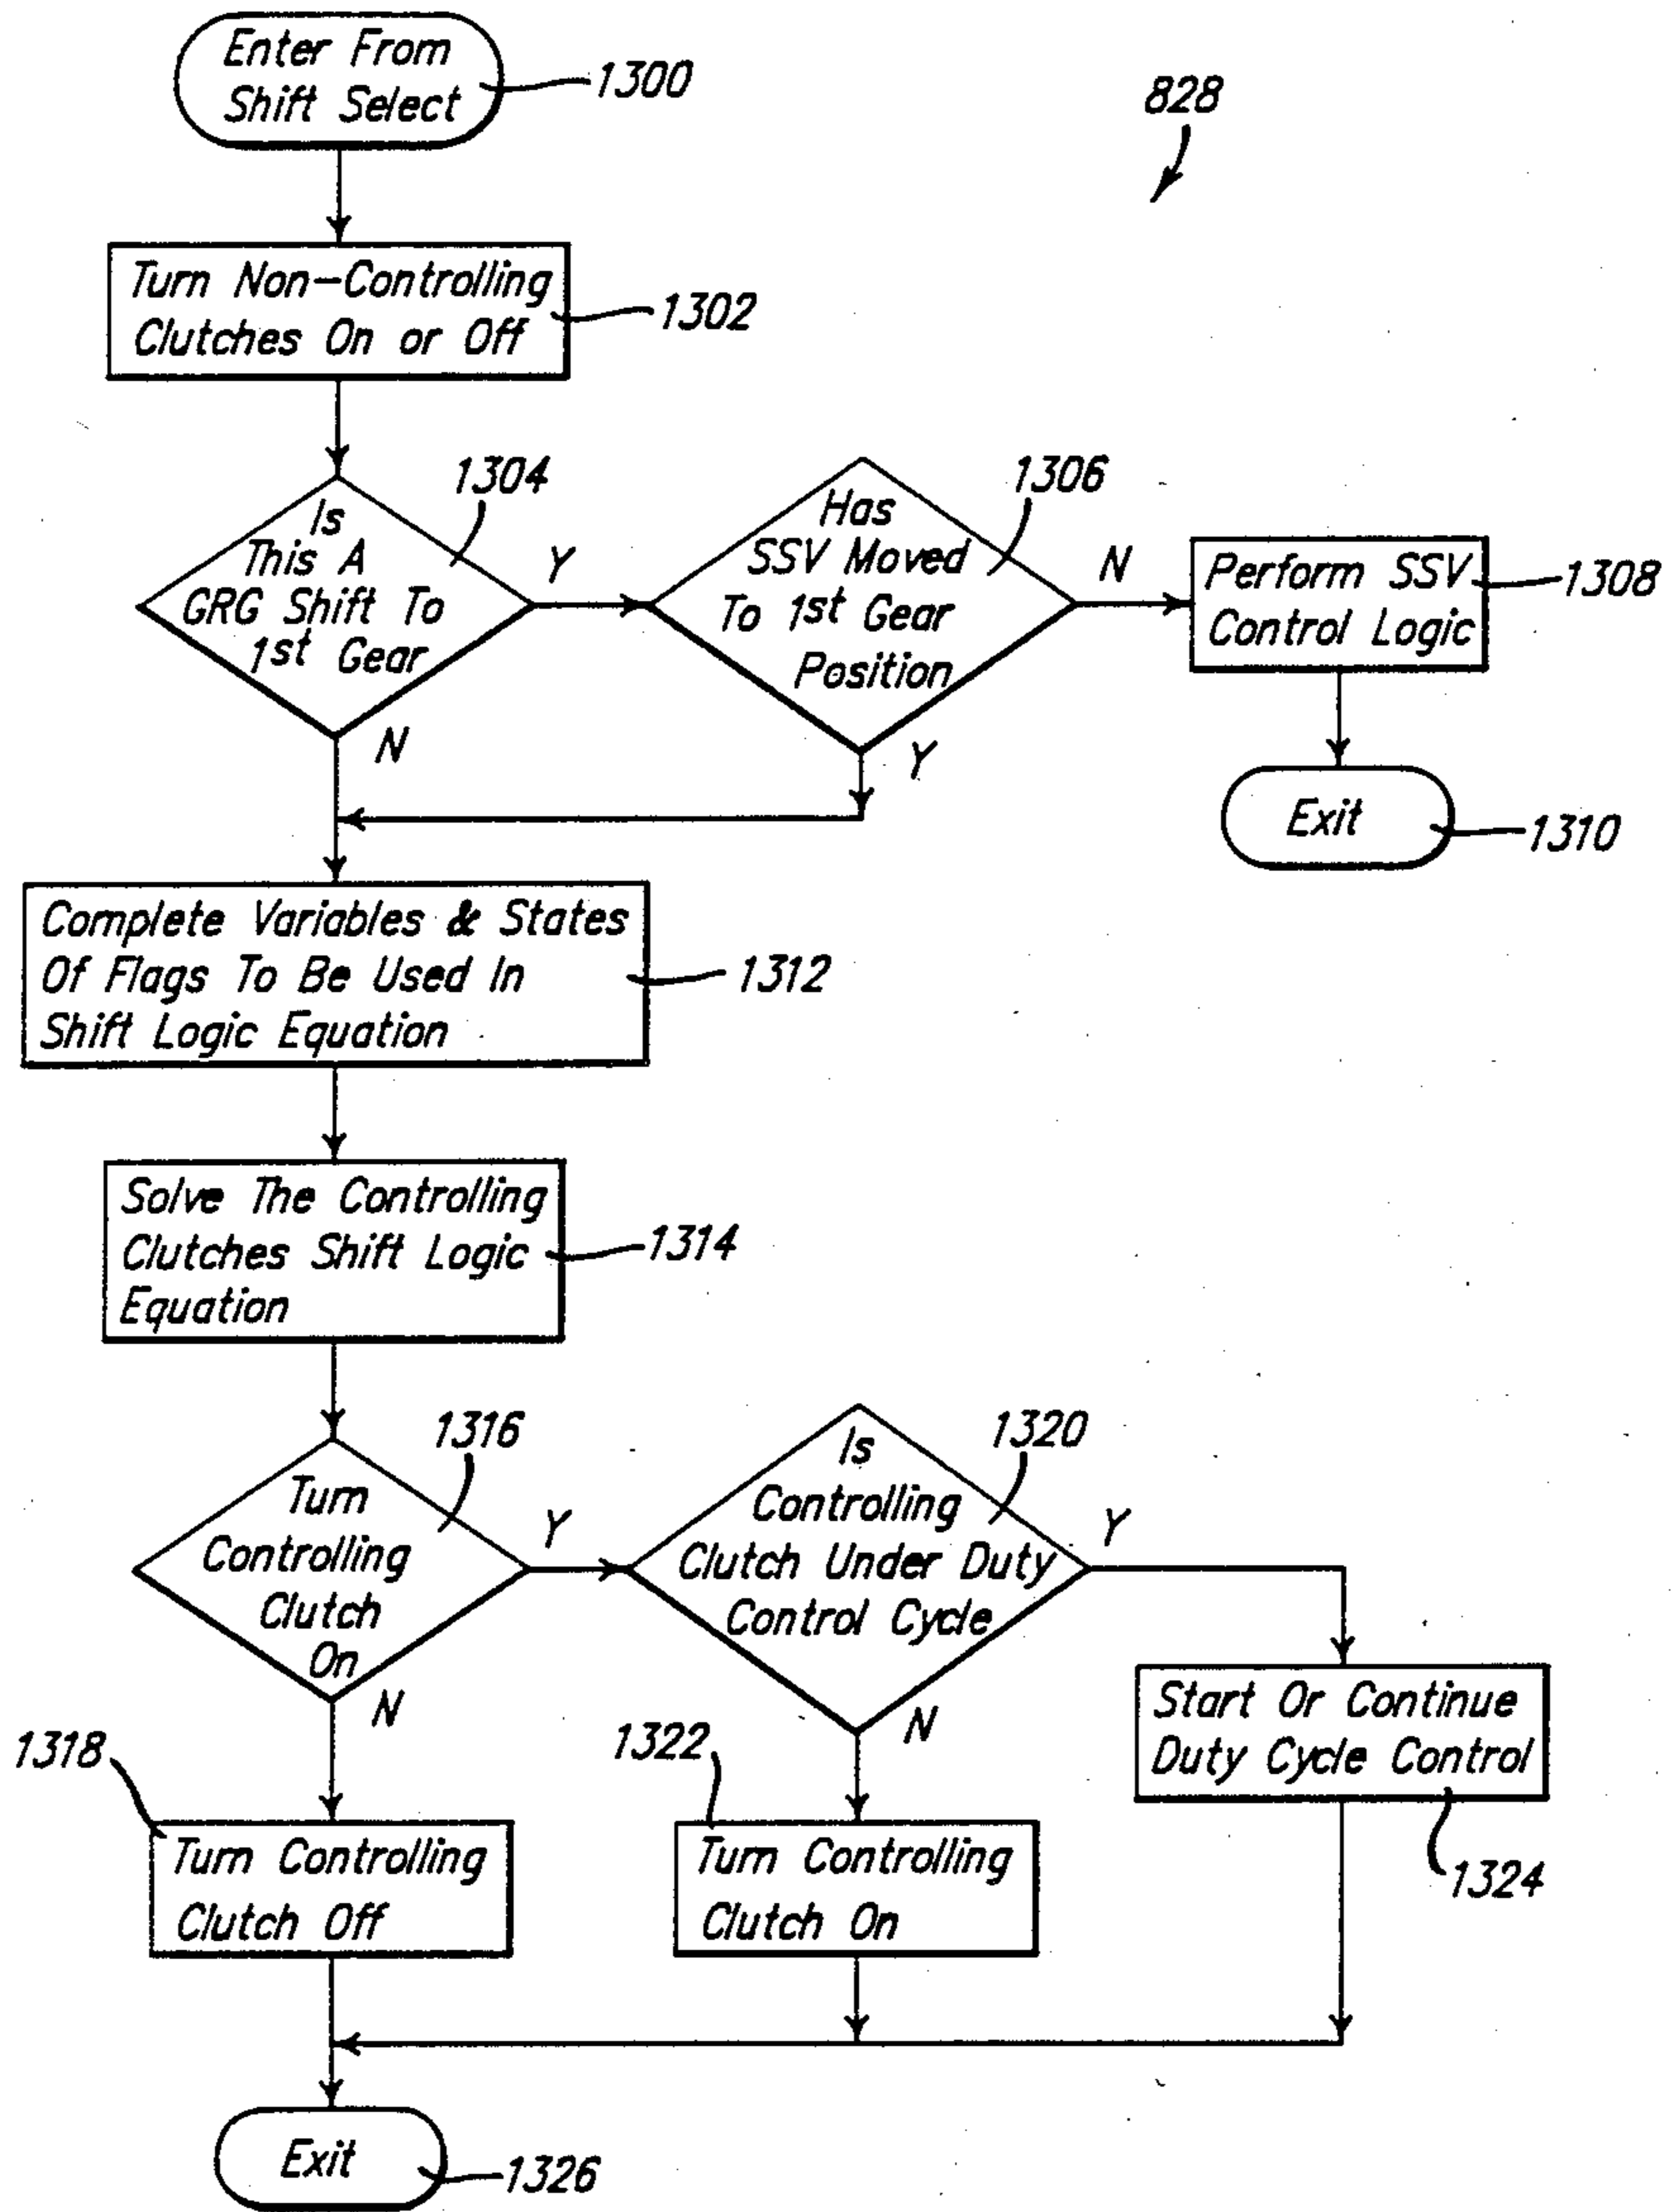 Enter From
Shift Select
1300
828
Turn Non-Controlling
Clutches On or Off
1302
1304
Is
This A
GRG Shift To
1st Gear
Y
N
1306
Has
SSV Moved
To 1st Gear
Position
N
Y
Perform SSV
Control Logic
1308
Exit
1310
Complete Variables & States
Of Flags To Be Used In
Shift Logic Equation
1312
Solve The Controlling
Clutches Shift Logic
Equation
1314
1316
Turn
Controlling
Clutch
On
Y
N
1320
Is
Controlling
Clutch Under Duty
Control Cycle
Y
N
1318
Turn Controlling
Clutch Off
1322
Turn Controlling
Clutch On
Start Or Continue
Duty Cycle Control
1324
Exit
1326